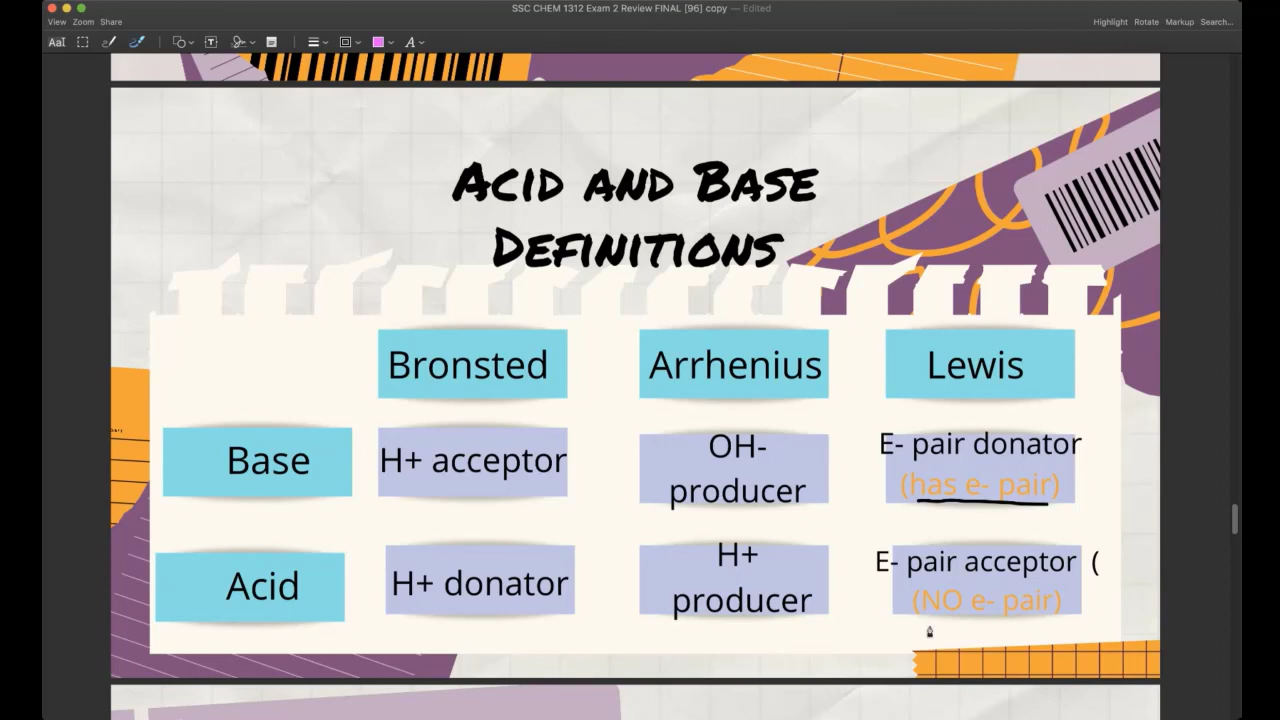 SSC CHEM 1312 Exam 2 Review FINAL [96] copy — Edited
View Zoom Share
Highlight Rotate Markup Search...
AaI
A
ACID AND BASE
DEFINITIONS
Bronsted Arrhenius Lewis
Base
H+ acceptor
OH-
producer
E- pair donator
(has e- pair)
Acid
H+ donator
H+
producer
E- pair acceptor (
(NO e- pair)